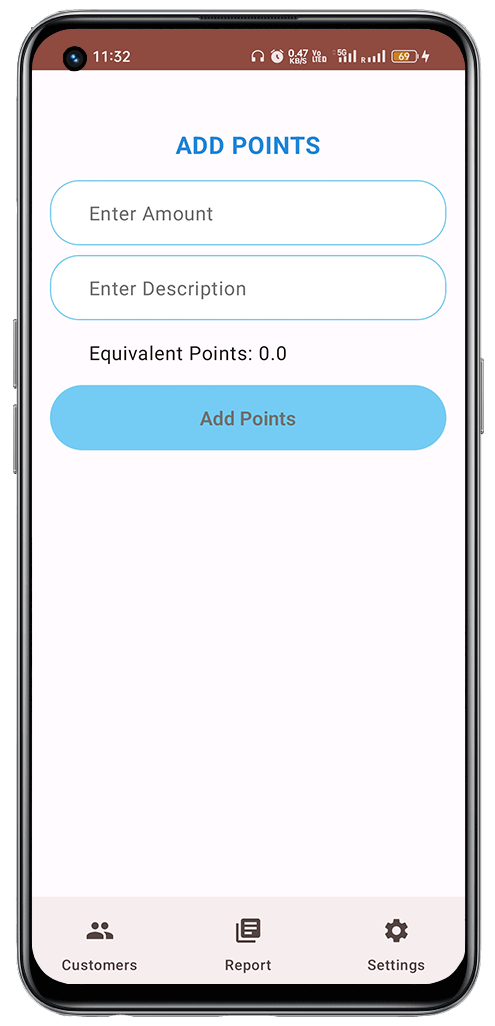 11:32 0.47 KB/S Vo LTE 5G R 69
ADD POINTS
Enter Amount
Enter Description
Equivalent Points: 0.0
Add Points
Customers Report Settings